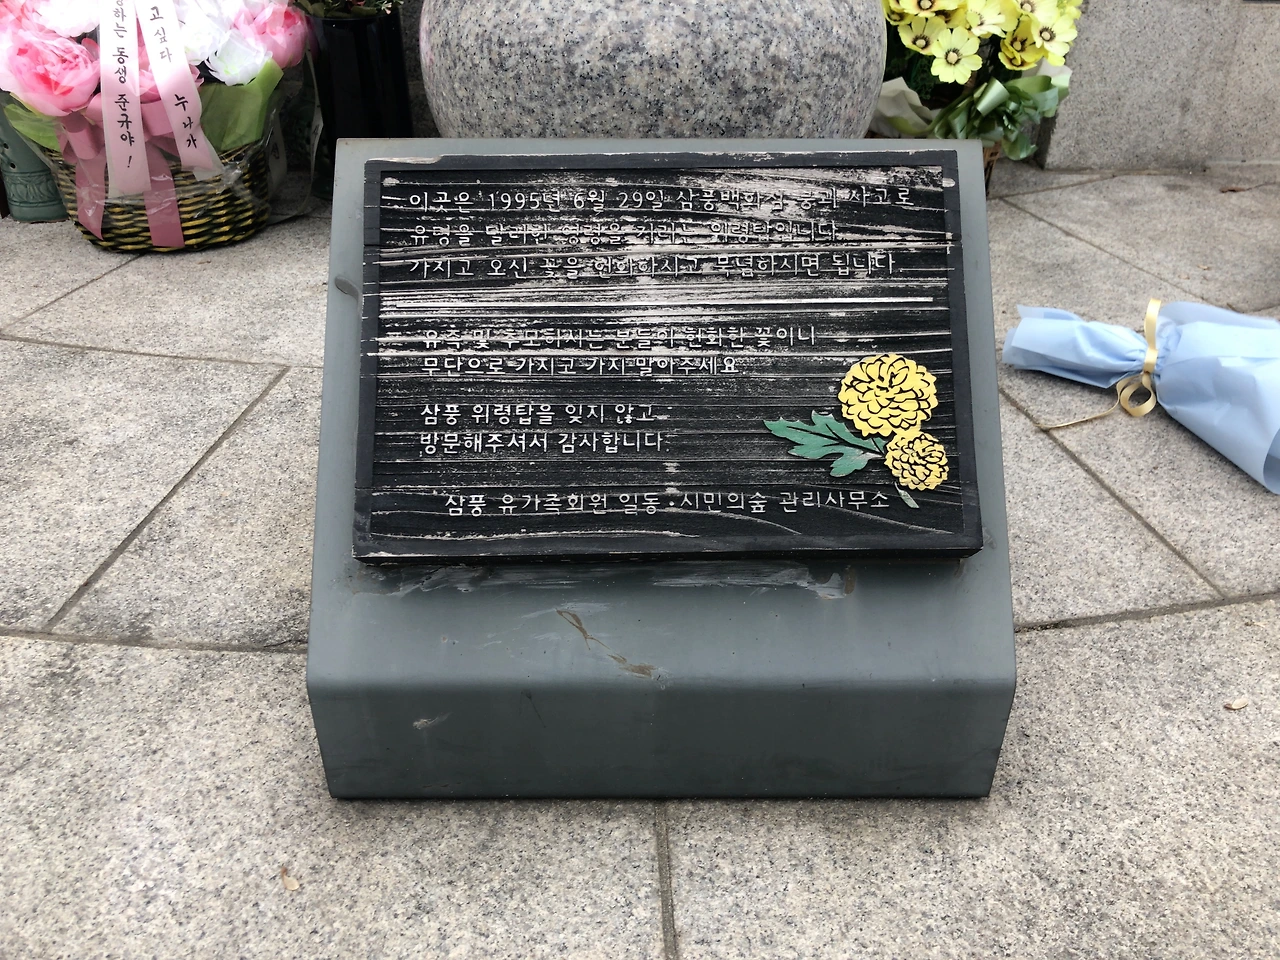 고싶다 누나가
하는 동생 준규야!
이곳은 1995년 6월 29일 삼풍백화점 붕괴 사고로
유명을 달리한 영령을 기리는 위령탑입니다.
가지고 오신 꽃을 헌화하시고 묵념하시면 됩니다.
유족 및 추모하시는 분들이 헌화한 꽃이니
무단으로 가지고 가지 말아주세요.
삼풍 위령탑을 잊지 않고
방문해주셔서 감사합니다.
삼풍 유가족회원 일동·시민의숲 관리사무소